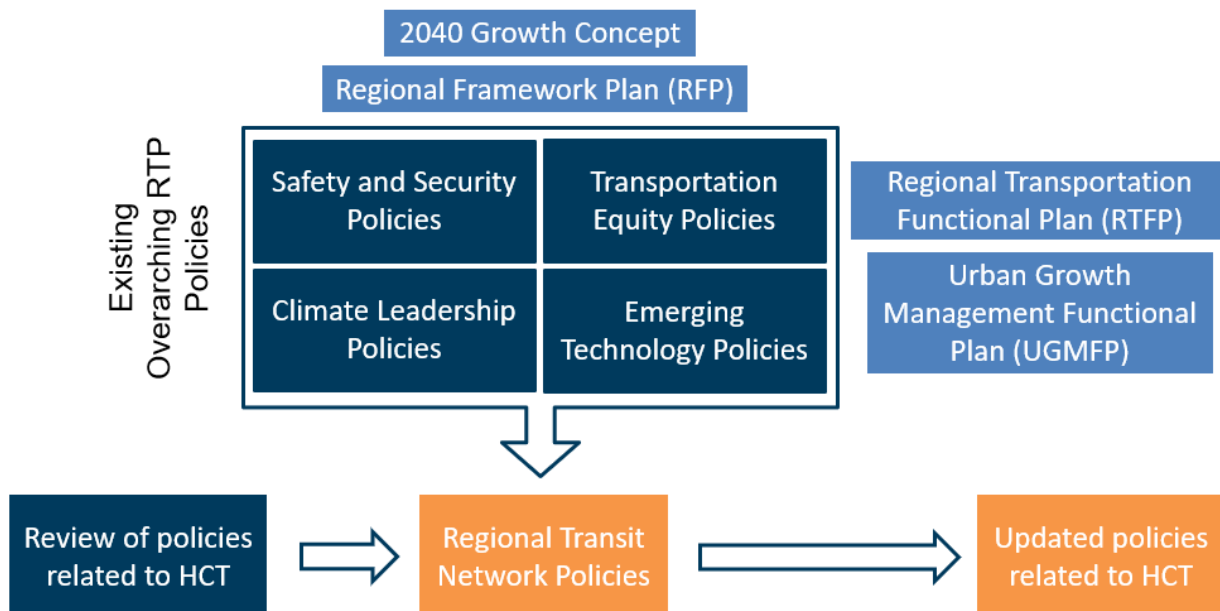 2040 Growth Concept
Regional Framework Plan (RFP)
Existing
Overarching RTP
Policies
Safety and Security
Policies
Transportation
Equity Policies
Climate Leadership
Policies
Emerging
Technology Policies
Regional Transportation
Functional Plan (RTFP)
Urban Growth
Management Functional
Plan (UGMFP)
Review of policies
related to HCT
Regional Transit
Network Policies
Updated policies
related to HCT